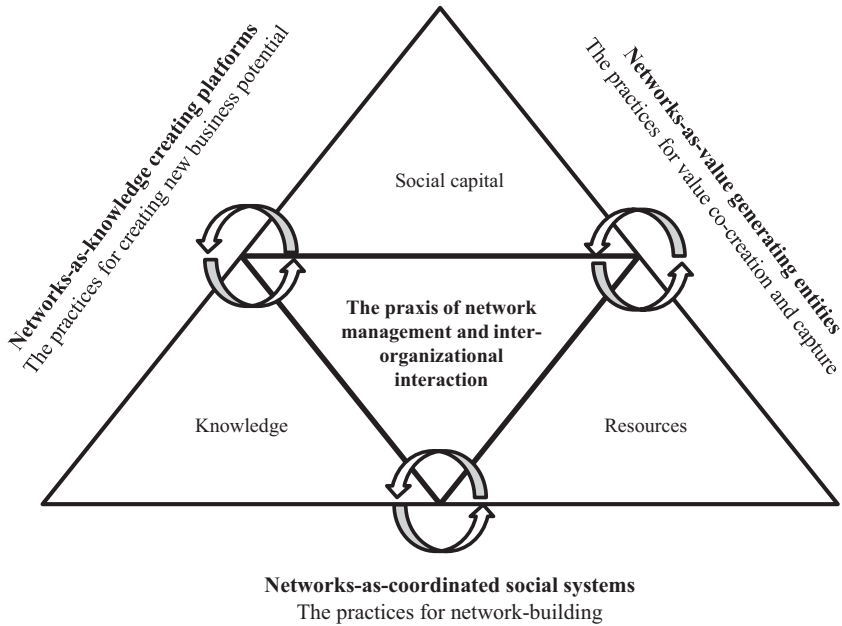 Networks-as-knowledge creating platforms
The practices for creating new business potential
Networks-as-value generating entities
The practices for value co-creation and capture
Social capital
The praxis of network
management and inter-
organizational
interaction
Knowledge
Resources
Networks-as-coordinated social systems
The practices for network-building